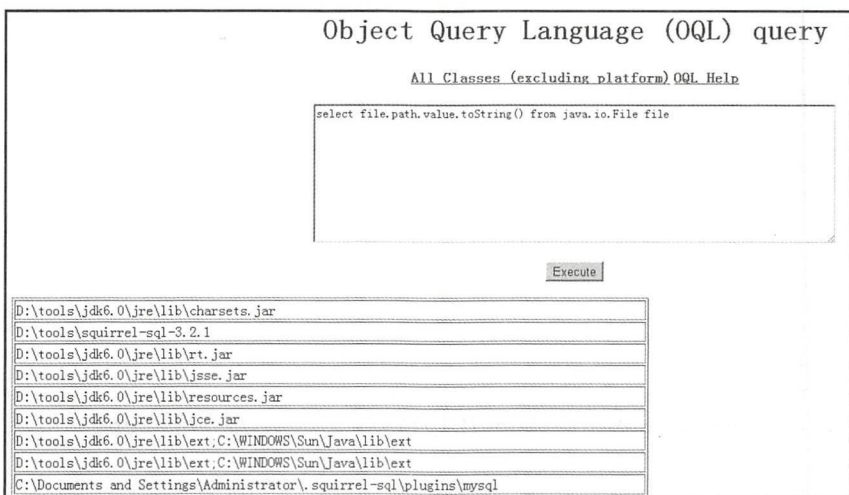 Object Query Language (OQL) query
All Classes (excluding platform) OQL Help
select file.path.value.toString() from java.io.File file
Execute
D:\tools\jdk6.0\jre\lib\charsets.jar
D:\tools\squirrel-sql-3.2.1
D:\tools\jdk6.0\jre\lib\rt.jar
D:\tools\jdk6.0\jre\lib\jsse.jar
D:\tools\jdk6.0\jre\lib\resources.jar
D:\tools\jdk6.0\jre\lib\jce.jar
D:\tools\jdk6.0\jre\lib\ext;C:\WINDOWS\Sun\Java\lib\ext
D:\tools\jdk6.0\jre\lib\ext;C:\WINDOWS\Sun\Java\lib\ext
C:\Documents and Settings\Administrator\.squirrel-sql\plugins\mysql